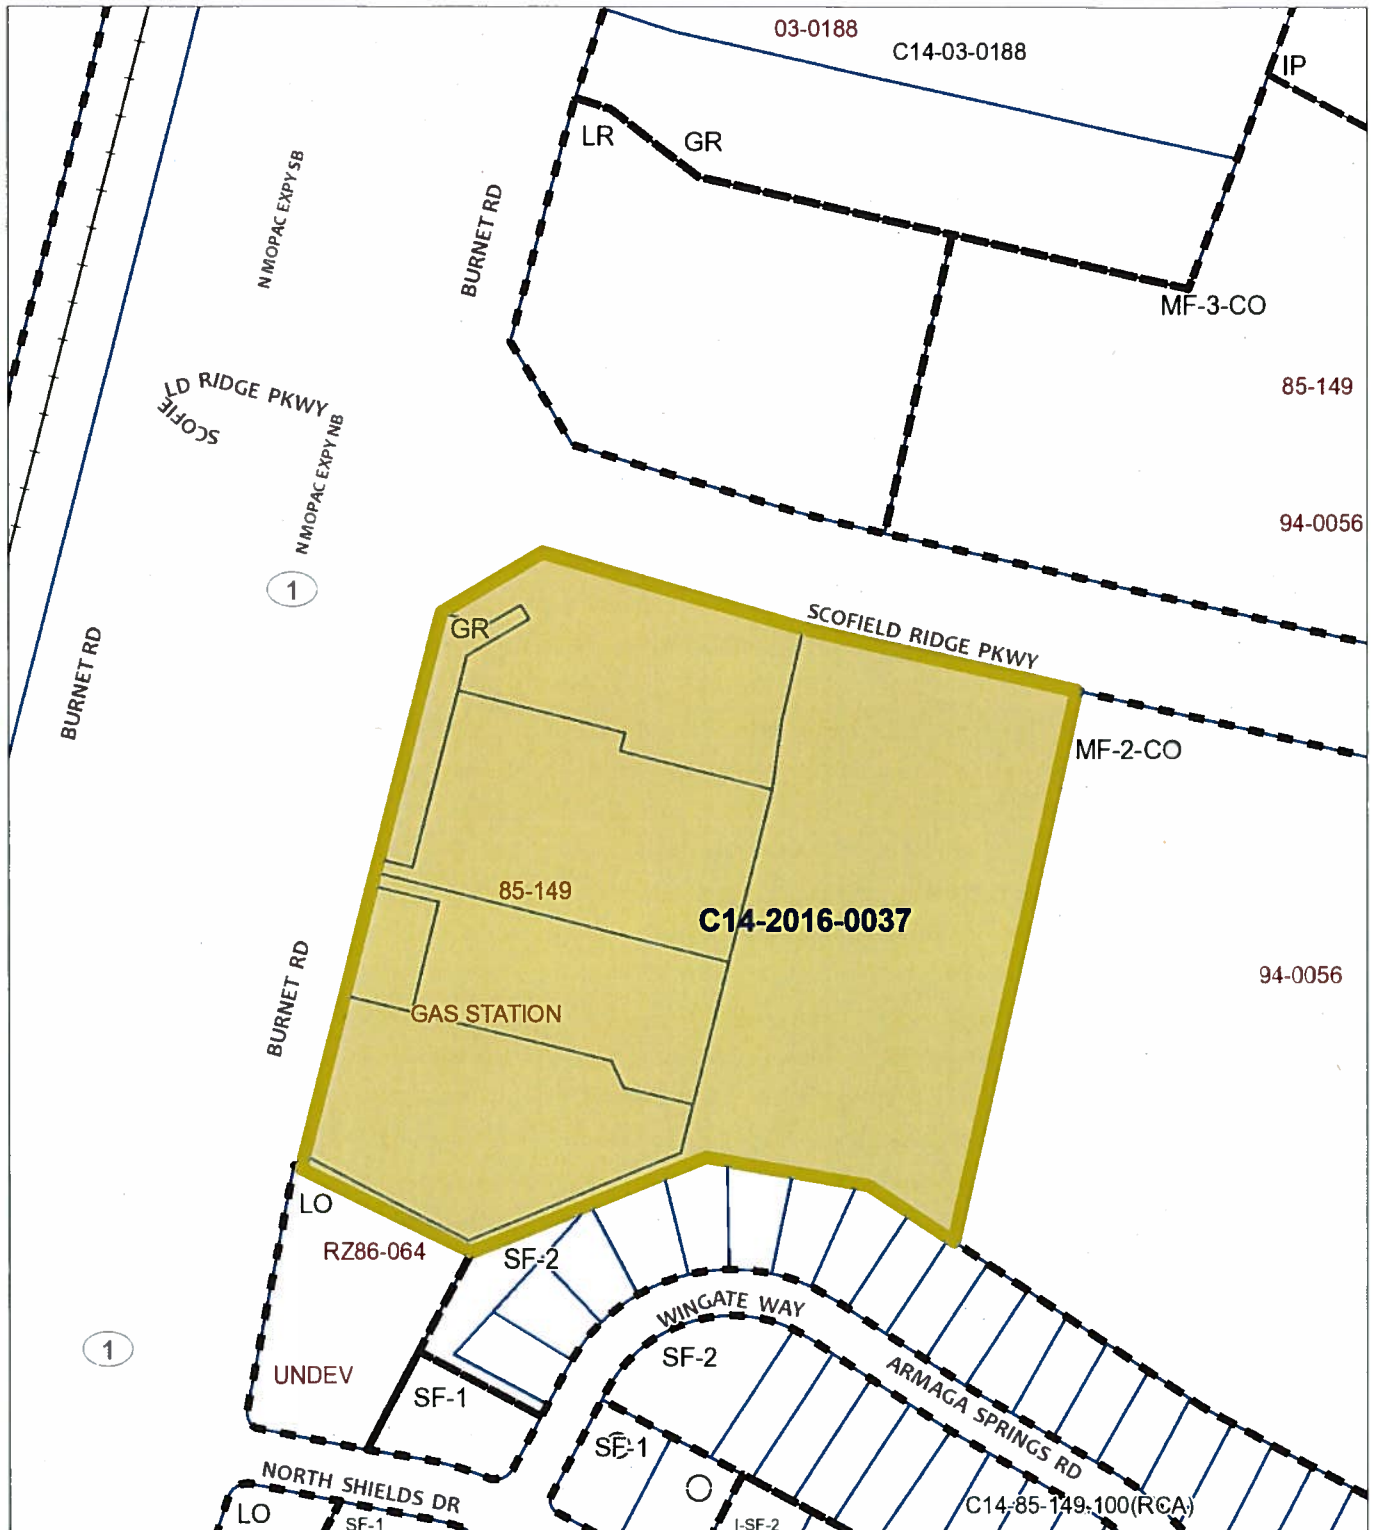 03-0188
C14-03-0188
IP
LR
GR
N MOPAC EXPY SB
BURNET RD
MF-3-CO
85-149
SCOFIELD RIDGE PKWY
N MOPAC EXPY NB
94-0056
1
SCOFIELD RIDGE PKWY
GR
BURNET RD
MF-2-CO
85-149
C14-2016-0037
94-0056
BURNET RD
GAS STATION
LO
RZ86-064
SF-2
WINGATE WAY
1
SF-2
UNDEV
ARMAGA SPRINGS RD
SF-1
SF-1
NORTH SHIELDS DR
C14-85-149.100(RCA)
LO
SF-1
I-SF-2